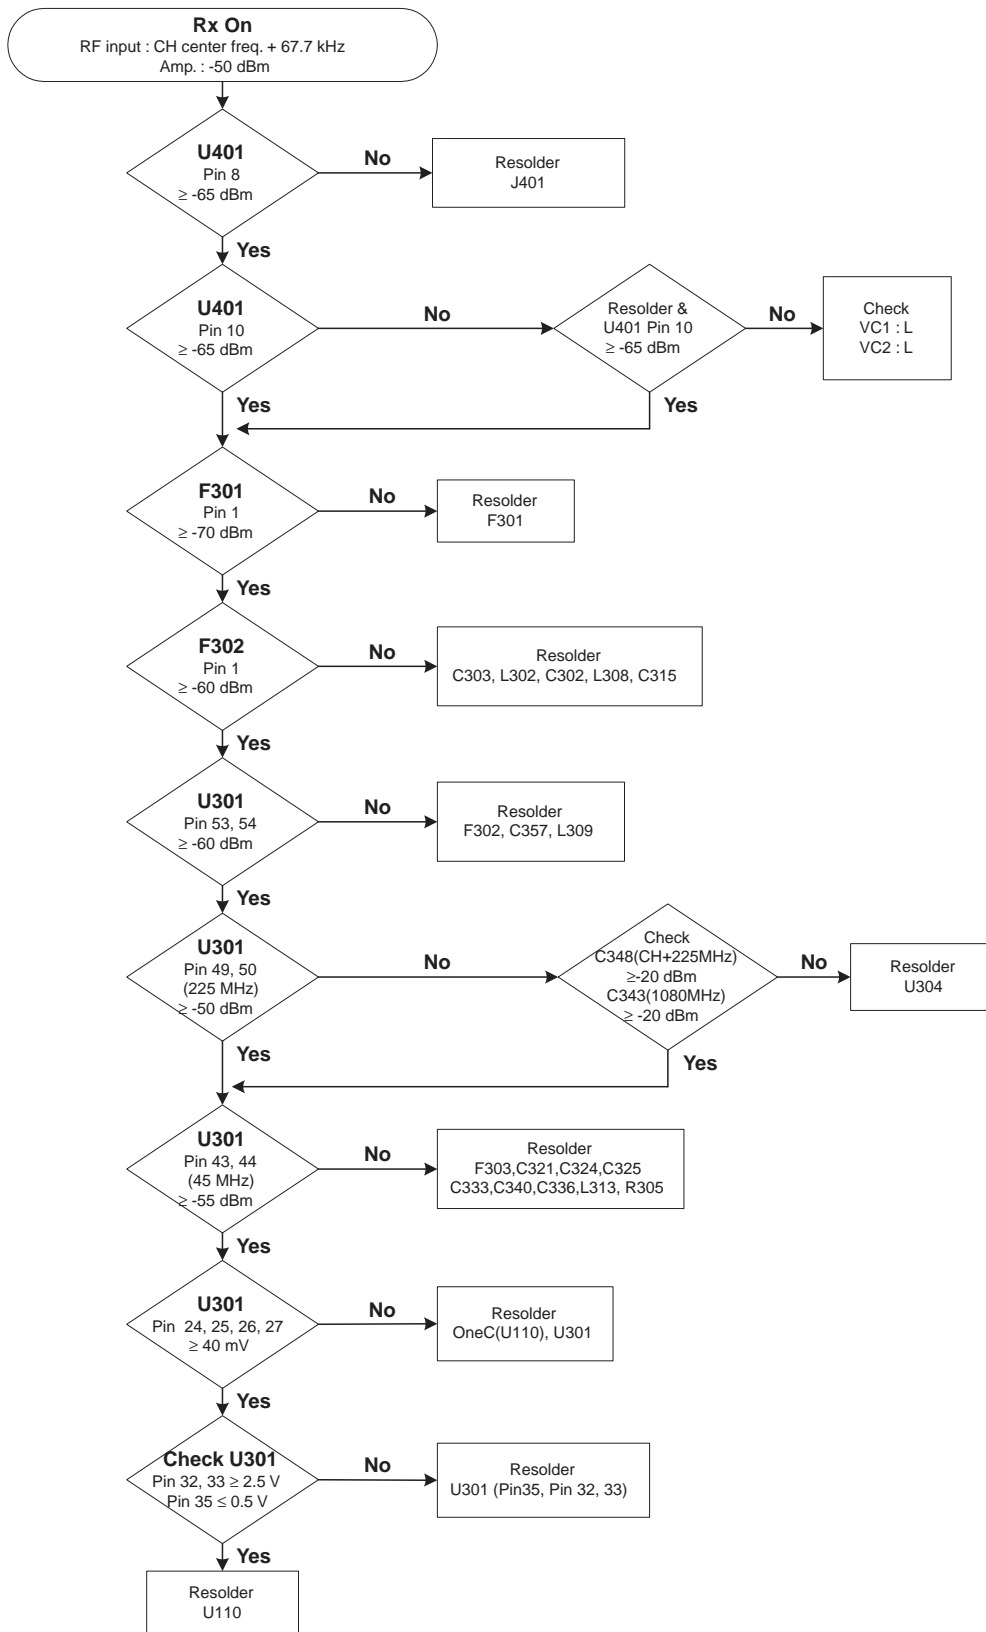 Rx On
RF input : CH center freq. + 67.7 kHz
Amp. : -50 dBm
U401
Pin 8
≥ -65 dBm
No
Resolder
J401
Yes
U401
Pin 10
≥ -65 dBm
No
Resolder &
U401 Pin 10
≥ -65 dBm
No
Check
VC1 : L
VC2 : L
Yes
Yes
F301
Pin 1
≥ -70 dBm
No
Resolder
F301
Yes
F302
Pin 1
≥ -60 dBm
No
Resolder
C303, L302, C302, L308, C315
Yes
U301
Pin 53, 54
≥ -60 dBm
No
Resolder
F302, C357, L309
Yes
U301
Pin 49, 50
(225 MHz)
≥ -50 dBm
No
Check
C348(CH+225MHz)
≥-20 dBm
C343(1080MHz)
≥ -20 dBm
No
Resolder
U304
Yes
Yes
U301
Pin 43, 44
(45 MHz)
≥ -55 dBm
No
Resolder
F303,C321,C324,C325
C333,C340,C336,L313, R305
Yes
U301
Pin 24, 25, 26, 27
≥ 40 mV
No
Resolder
OneC(U110), U301
Yes
Check U301
Pin 32, 33 ≥ 2.5 V
Pin 35 ≤ 0.5 V
No
Resolder
U301 (Pin35, Pin 32, 33)
Yes
Resolder
U110